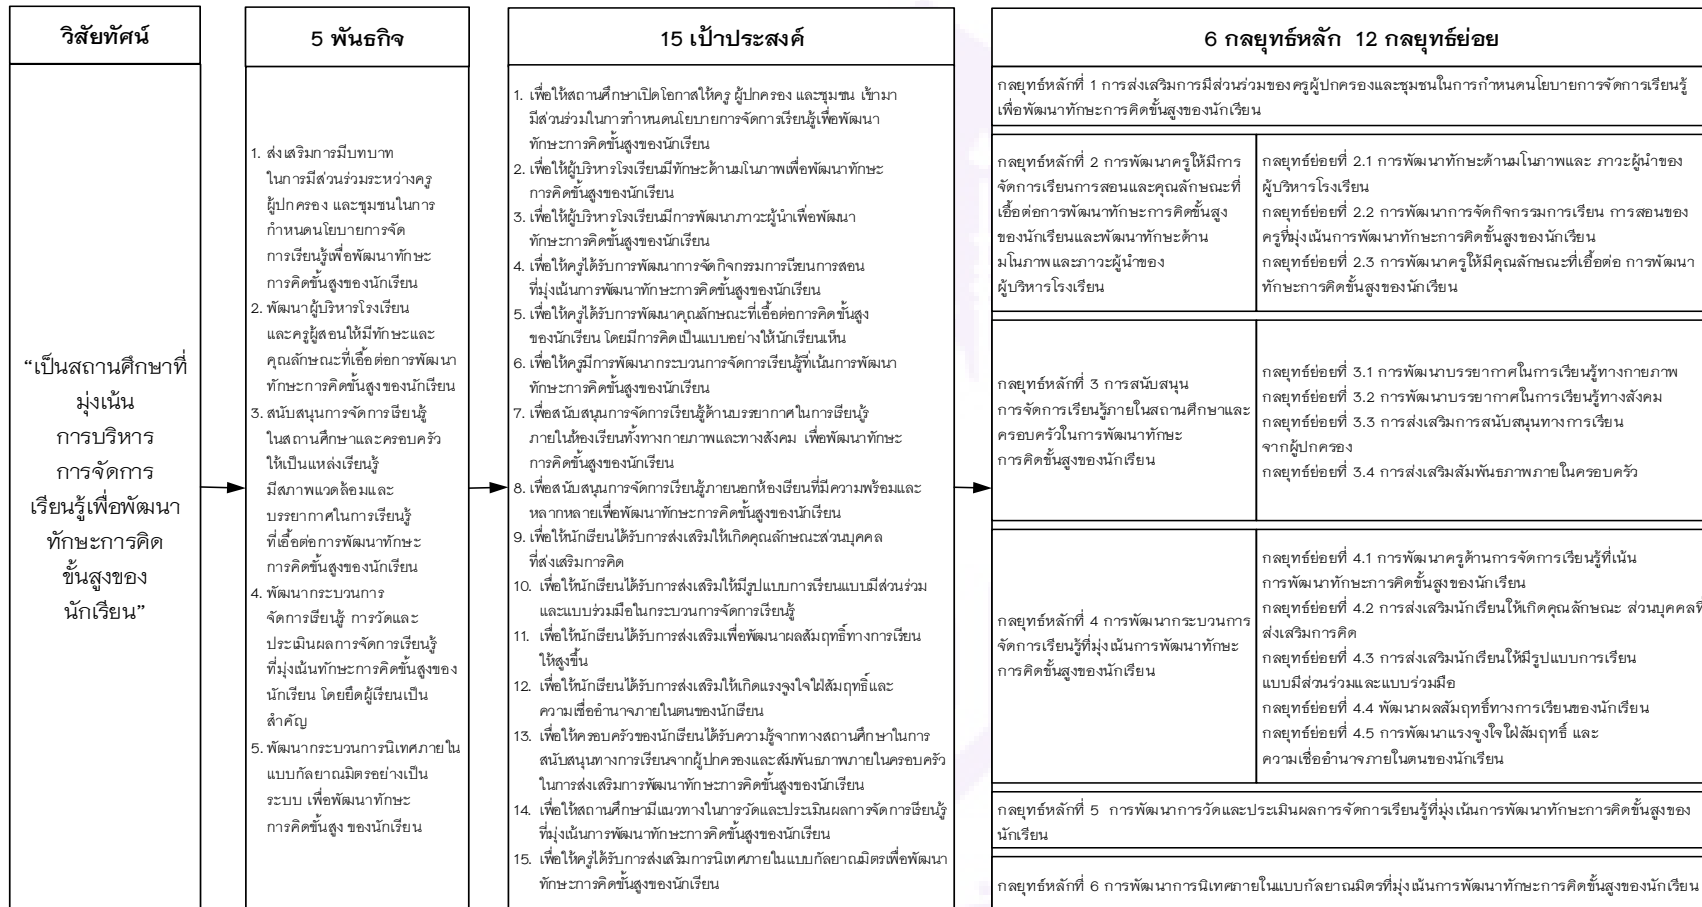 วิสัยทัศน์
“เป็นสถานศึกษาที่
มุ่งเน้น
การบริหาร
การจัดการ
เรียนรู้เพื่อพัฒนา
ทักษะการคิด
ขั้นสูงของ
นักเรียน”
5 พันธกิจ
1. ส่งเสริมการมีบทบาท
ในการมีส่วนร่วมระหว่างครู
ผู้ปกครอง และชุมชนในการ
กำหนดนโยบายการจัด
การเรียนรู้เพื่อพัฒนาทักษะ
การคิดขั้นสูงของนักเรียน
2. พัฒนาผู้บริหารโรงเรียน
และครูผู้สอนให้มีทักษะและ
คุณลักษณะที่เอื้อต่อการพัฒนา
ทักษะการคิดขั้นสูงของนักเรียน
3. สนับสนุนการจัดการเรียนรู้
ในสถานศึกษาและครอบครัว
ให้เป็นแหล่งเรียนรู้
มีสภาพแวดล้อมและ
บรรยากาศในการเรียนรู้
ที่เอื้อต่อการพัฒนาทักษะ
การคิดขั้นสูงของนักเรียน
4. พัฒนากระบวนการ
จัดการเรียนรู้ การวัดและ
ประเมินผลการจัดการเรียนรู้
ที่มุ่งเน้นทักษะการคิดขั้นสูงของ
นักเรียน โดยยึดผู้เรียนเป็น
สำคัญ
5. พัฒนากระบวนการนิเทศภายใน
แบบกัลยาณมิตรอย่างเป็น
ระบบ เพื่อพัฒนาทักษะ
การคิดขั้นสูง ของนักเรียน
15 เป้าประสงค์
1. เพื่อให้สถานศึกษาเปิดโอกาสให้ครู ผู้ปกครอง และชุมชน เข้ามา
มีส่วนร่วมในการกำหนดนโยบายการจัดการเรียนรู้เพื่อพัฒนา
ทักษะการคิดขั้นสูงของนักเรียน
2. เพื่อให้ผู้บริหารโรงเรียนมีทักษะด้านมโนภาพเพื่อพัฒนาทักษะ
การคิดขั้นสูงของนักเรียน
3. เพื่อให้ผู้บริหารโรงเรียนมีการพัฒนาภาวะผู้นำเพื่อพัฒนา
ทักษะการคิดขั้นสูงของนักเรียน
4. เพื่อให้ครูได้รับการพัฒนาการจัดกิจกรรมการเรียนการสอน
ที่มุ่งเน้นการพัฒนาทักษะการคิดขั้นสูงของนักเรียน
5. เพื่อให้ครูได้รับการพัฒนาคุณลักษณะที่เอื้อต่อการคิดขั้นสูง
ของนักเรียน โดยมีการคิดเป็นแบบอย่างให้นักเรียนเห็น
6. เพื่อให้ครูมีการพัฒนากระบวนการจัดการเรียนรู้ที่เน้นการพัฒนา
ทักษะการคิดขั้นสูงของนักเรียน
7. เพื่อสนับสนุนการจัดการเรียนรู้ด้านบรรยากาศในการเรียนรู้
ภายในห้องเรียนทั้งทางกายภาพและทางสังคม เพื่อพัฒนาทักษะ
การคิดขั้นสูงของนักเรียน
8. เพื่อสนับสนุนการจัดการเรียนรู้ภายนอกห้องเรียนที่มีความพร้อมและ
หลากหลายเพื่อพัฒนาทักษะการคิดขั้นสูงของนักเรียน
9. เพื่อให้นักเรียนได้รับการส่งเสริมให้เกิดคุณลักษณะส่วนบุคคล
ที่ส่งเสริมการคิด
10. เพื่อให้นักเรียนได้รับการส่งเสริมให้มีรูปแบบการเรียนแบบมีส่วนร่วม
และแบบร่วมมือในกระบวนการจัดการเรียนรู้
11. เพื่อให้นักเรียนได้รับการส่งเสริมเพื่อพัฒนาผลสัมฤทธิ์ทางการเรียน
ให้สูงขึ้น
12. เพื่อให้นักเรียนได้รับการส่งเสริมให้เกิดแรงจูงใจใฝ่สัมฤทธิ์และ
ความเชื่ออำนาจภายในตนของนักเรียน
13. เพื่อให้ครอบครัวของนักเรียนได้รับความรู้จากทางสถานศึกษาในการ
สนับสนุนทางการเรียนจากผู้ปกครองและสัมพันธภาพภายในครอบครัว
ในการส่งเสริมการพัฒนาทักษะการคิดขั้นสูงของนักเรียน
14. เพื่อให้สถานศึกษามีแนวทางในการวัดและประเมินผลการจัดการเรียนรู้
ที่มุ่งเน้นการพัฒนาทักษะการคิดขั้นสูงของนักเรียน
15. เพื่อให้ครูได้รับการส่งเสริมการนิเทศภายในแบบกัลยาณมิตรเพื่อพัฒนา
ทักษะการคิดขั้นสูงของนักเรียน
6 กลยุทธ์หลัก 12 กลยุทธ์ย่อย
กลยุทธ์หลักที่ 1 การส่งเสริมการมีส่วนร่วมของครูผู้ปกครองและชุมชนในการกำหนดนโยบายการจัดการเรียนรู้
เพื่อพัฒนาทักษะการคิดขั้นสูงของนักเรียน
กลยุทธ์หลักที่ 2 การพัฒนาครูให้มีการ
จัดการเรียนการสอนและคุณลักษณะที่
เอื้อต่อการพัฒนาทักษะการคิดขั้นสูง
ของนักเรียนและพัฒนาทักษะด้าน
มโนภาพและภาวะผู้นำของ
ผู้บริหารโรงเรียน
กลยุทธ์ย่อยที่ 2.1 การพัฒนาทักษะด้านมโนภาพและ ภาวะผู้นำของ
ผู้บริหารโรงเรียน
กลยุทธ์ย่อยที่ 2.2 การพัฒนาการจัดกิจกรรมการเรียน การสอนของ
ครูที่มุ่งเน้นการพัฒนาทักษะการคิดขั้นสูงของนักเรียน
กลยุทธ์ย่อยที่ 2.3 การพัฒนาครูให้มีคุณลักษณะที่เอื้อต่อ การพัฒนา
ทักษะการคิดขั้นสูงของนักเรียน
กลยุทธ์หลักที่ 3 การสนับสนุน
การจัดการเรียนรู้ภายในสถานศึกษาและ
ครอบครัวในการพัฒนาทักษะ
การคิดขั้นสูงของนักเรียน
กลยุทธ์ย่อยที่ 3.1 การพัฒนาบรรยากาศในการเรียนรู้ทางกายภาพ
กลยุทธ์ย่อยที่ 3.2 การพัฒนาบรรยากาศในการเรียนรู้ทางสังคม
กลยุทธ์ย่อยที่ 3.3 การส่งเสริมการสนับสนุนทางการเรียน
จากผู้ปกครอง
กลยุทธ์ย่อยที่ 3.4 การส่งเสริมสัมพันธภาพภายในครอบครัว
กลยุทธ์หลักที่ 4 การพัฒนากระบวนการ
จัดการเรียนรู้ที่มุ่งเน้นการพัฒนาทักษะ
การคิดขั้นสูงของนักเรียน
กลยุทธ์ย่อยที่ 4.1 การพัฒนาครูด้านการจัดการเรียนรู้ที่เน้น
การพัฒนาทักษะการคิดขั้นสูงของนักเรียน
กลยุทธ์ย่อยที่ 4.2 การส่งเสริมนักเรียนให้เกิดคุณลักษณะ ส่วนบุคคลที่
ส่งเสริมการคิด
กลยุทธ์ย่อยที่ 4.3 การส่งเสริมนักเรียนให้มีรูปแบบการเรียน
แบบมีส่วนร่วมและแบบร่วมมือ
กลยุทธ์ย่อยที่ 4.4 พัฒนาผลสัมฤทธิ์ทางการเรียนของนักเรียน
กลยุทธ์ย่อยที่ 4.5 การพัฒนาแรงจูงใจใฝ่สัมฤทธิ์ และ
ความเชื่ออำนาจภายในตนของนักเรียน
กลยุทธ์หลักที่ 5 การพัฒนาการวัดและประเมินผลการจัดการเรียนรู้ที่มุ่งเน้นการพัฒนาทักษะการคิดขั้นสูงของ
นักเรียน
กลยุทธ์หลักที่ 6 การพัฒนาการนิเทศภายในแบบกัลยาณมิตรที่มุ่งเน้นการพัฒนาทักษะการคิดขั้นสูงของนักเรียน